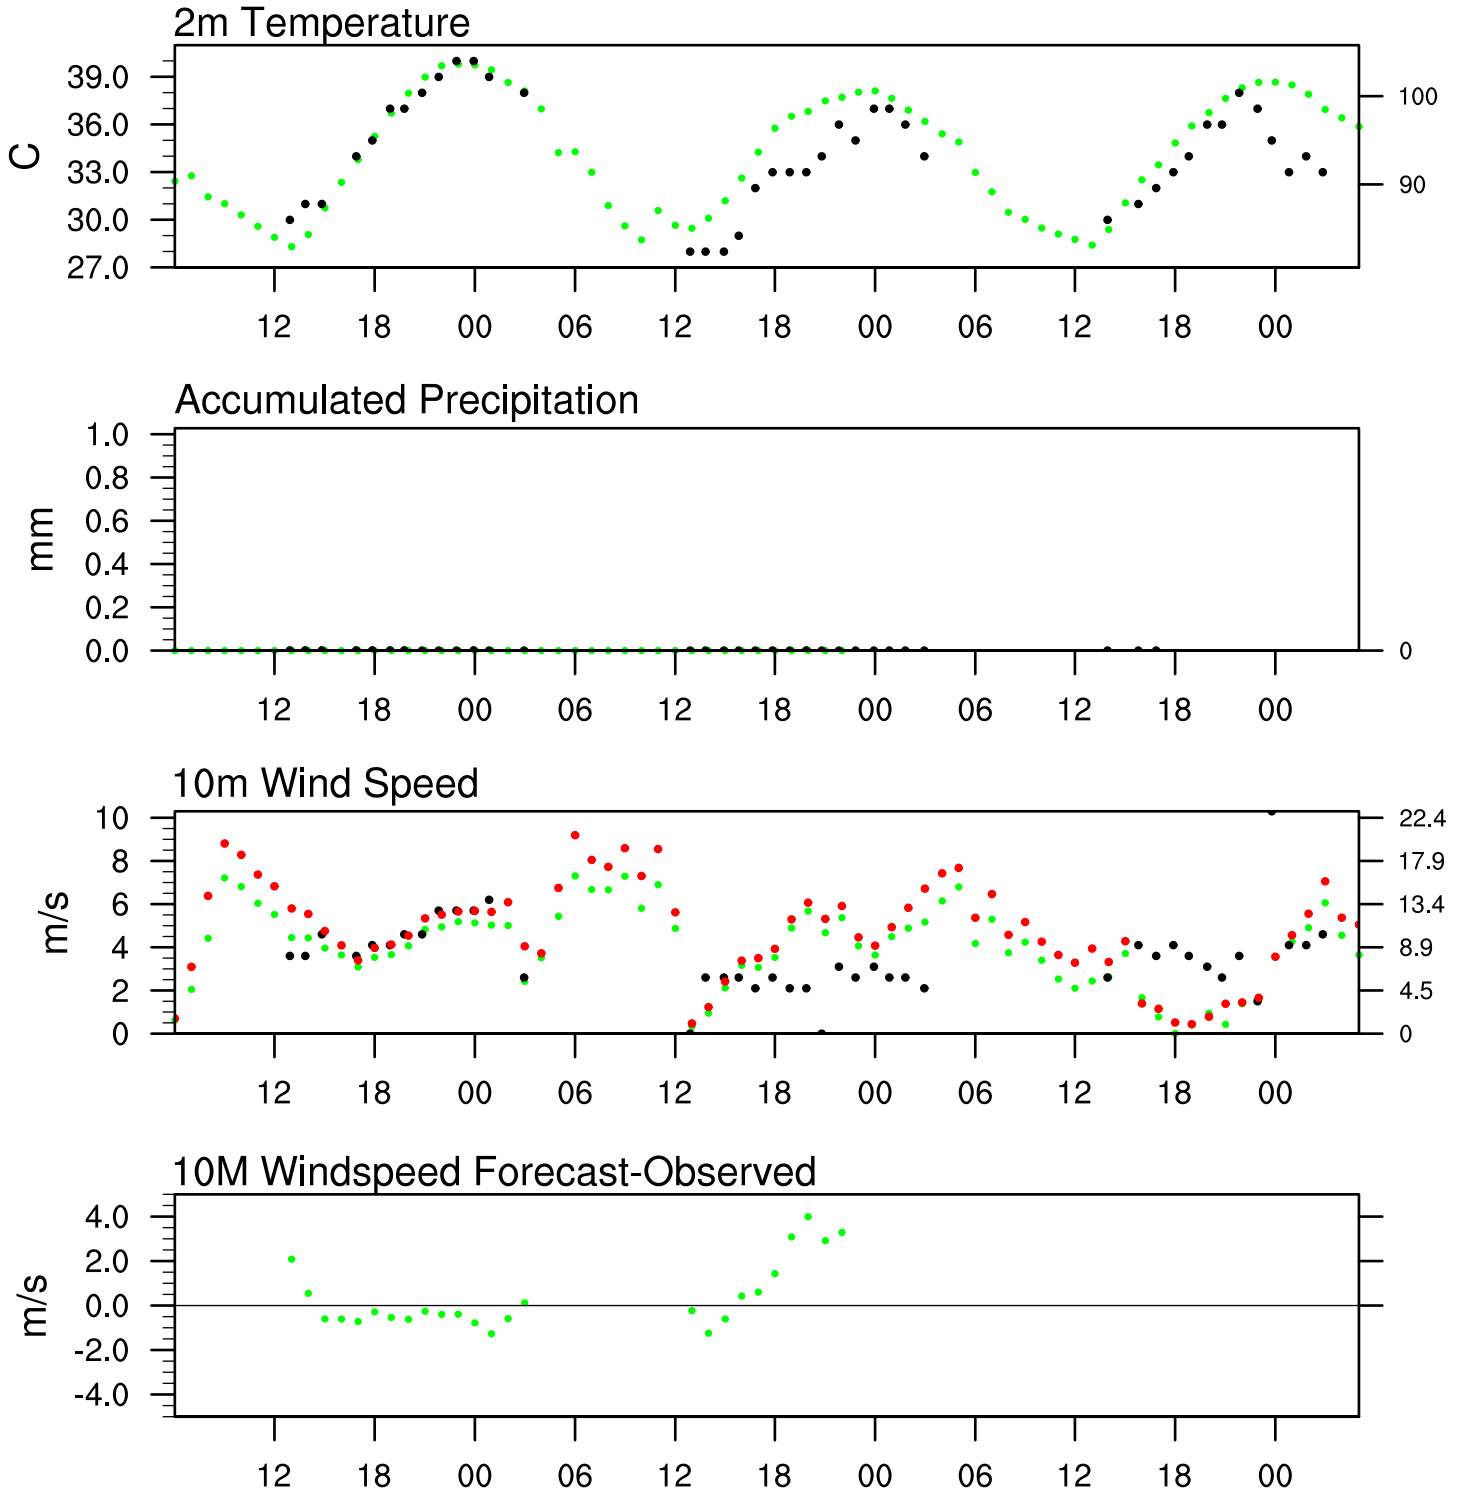 2m Temperature
39.0
36.0
33.0
30.0
27.0
C
100
90
12 18 00 06 12 18 00 06 12 18 00
Accumulated Precipitation
1.0
0.8
0.6
0.4
0.2
0.0
mm
0
12 18 00 06 12 18 00 06 12 18 00
10m Wind Speed
10
8
6
4
2
0
m/s
22.4
17.9
13.4
8.9
4.5
0
12 18 00 06 12 18 00 06 12 18 00
10M Windspeed Forecast-Observed
4.0
2.0
0.0
-2.0
-4.0
m/s
12 18 00 06 12 18 00 06 12 18 00